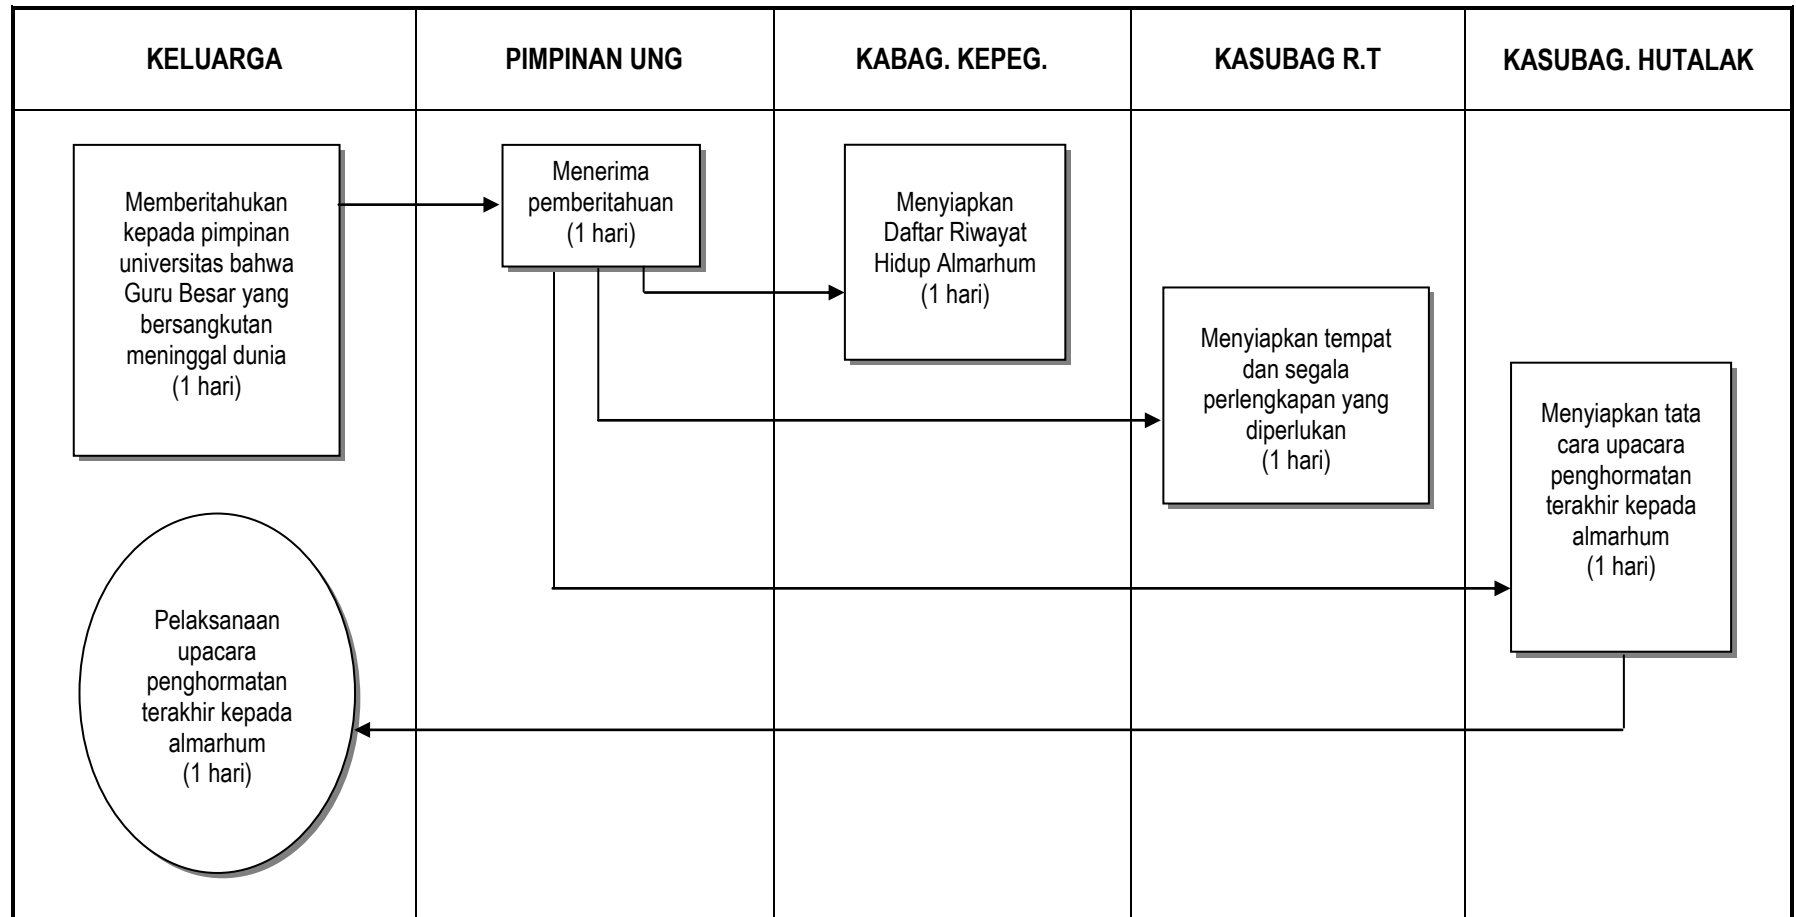 KELUARGA
PIMPINAN UNG
KABAG. KEPEG.
KASUBAG R.T
KASUBAG. HUTALAK
Memberitahukan
kepada pimpinan
universitas bahwa
Guru Besar yang
bersangkutan
meninggal dunia
(1 hari)
Menerima
pemberitahuan
(1 hari)
Menyiapkan
Daftar Riwayat
Hidup Almarhum
(1 hari)
Menyiapkan tempat
dan segala
perlengkapan yang
diperlukan
(1 hari)
Menyiapkan tata
cara upacara
penghormatan
terakhir kepada
almarhum
(1 hari)
Pelaksanaan
upacara
penghormatan
terakhir kepada
almarhum
(1 hari)